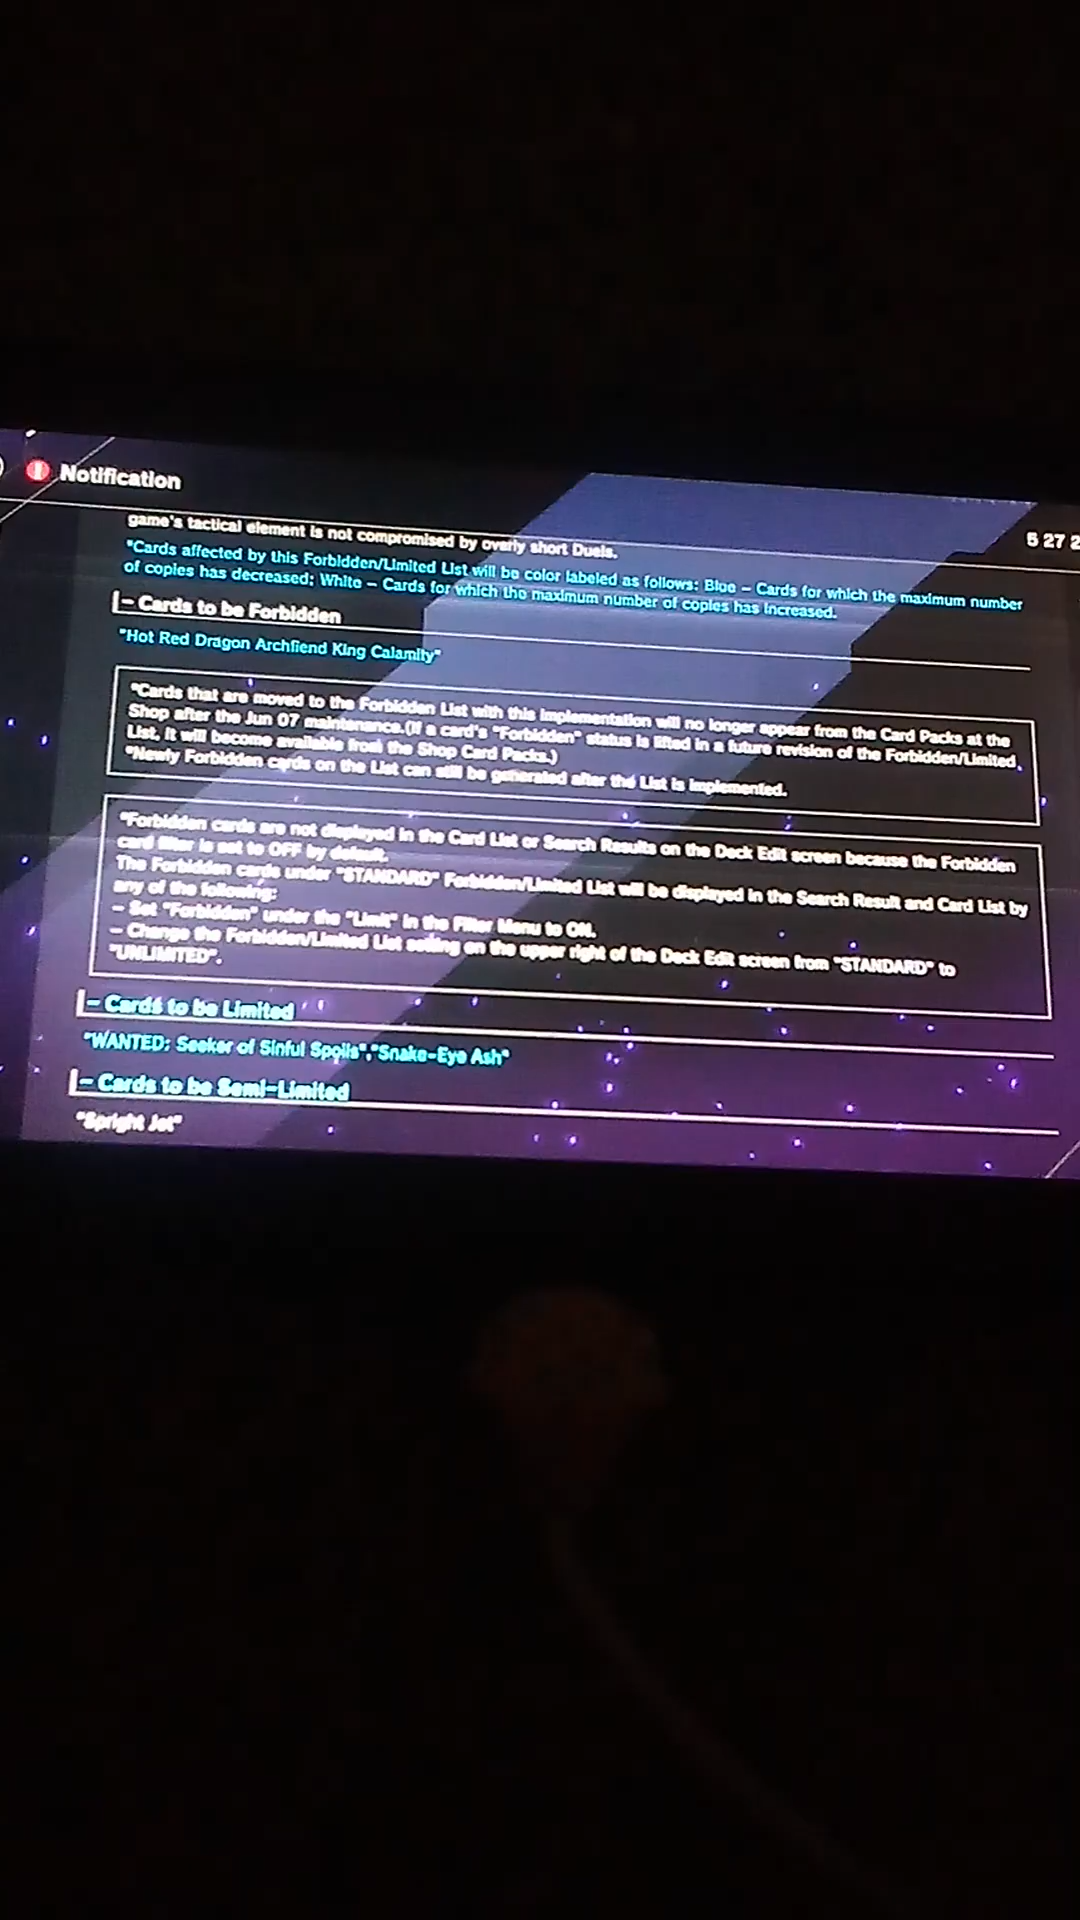 Notification
5 27 2
game's tactical element is not compromised by overly short Duels.
*Cards affected by this Forbidden/Limited List will be color labeled as follows: Blue – Cards for which the maximum number
of copies has decreased; White – Cards for which the maximum number of copies has increased.
– Cards to be Forbidden
"Hot Red Dragon Archfiend King Calamity"
*Cards that are moved to the Forbidden List with this implementation will no longer appear from the Card Packs at the
Shop after the Jun 07 maintenance.(If a card's "Forbidden" status is lifted in a future revision of the Forbidden/Limited
List, it will become available from the Shop Card Packs.)
*Newly Forbidden cards on the List can still be generated after the List is implemented.
*Forbidden cards are not displayed in the Card List or Search Results on the Deck Edit screen because the Forbidden
card filter is set to OFF by default.
The Forbidden cards under "STANDARD" Forbidden/Limited List will be displayed in the Search Result and Card List by
any of the following:
– Set "Forbidden" under the "Limit" in the Filter Menu to ON.
– Change the Forbidden/Limited List setting on the upper right of the Deck Edit screen from "STANDARD" to
"UNLIMITED".
– Cards to be Limited
"WANTED: Seeker of Sinful Spoils","Snake-Eye Ash"
– Cards to be Semi-Limited
"Spright Jet"